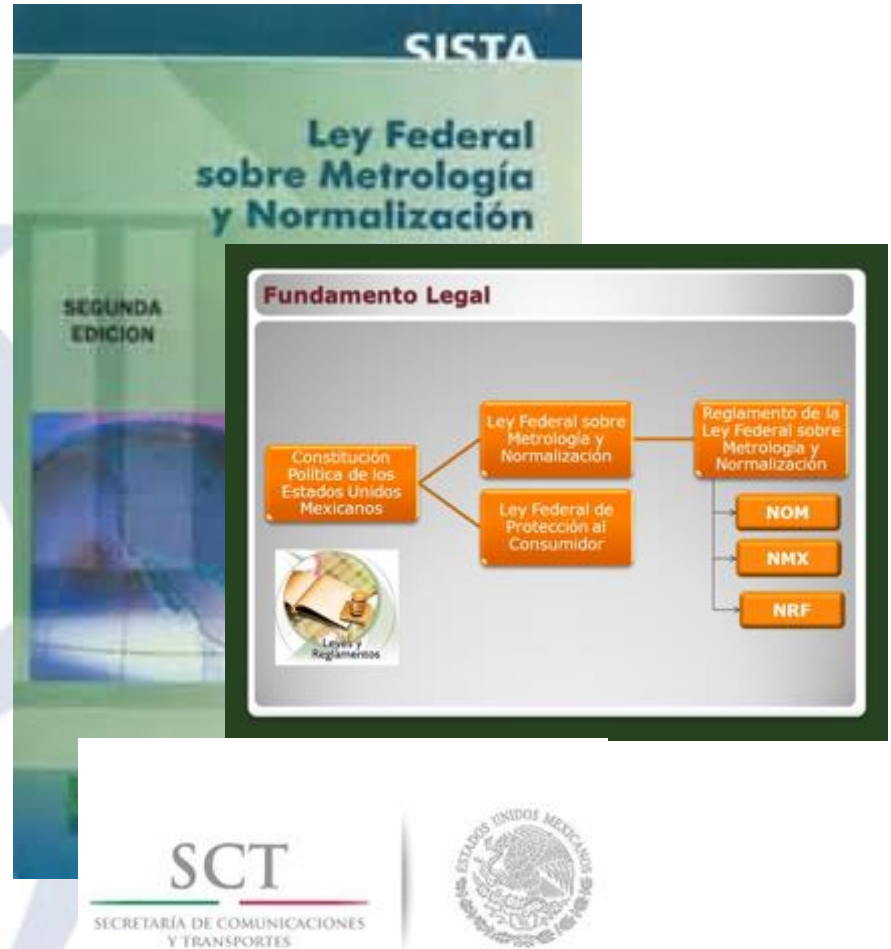 SISTA
Ley Federal
sobre Metrología
y Normalización
SEGUNDA
EDICION
Fundamento Legal
Constitución
Política de los
Estados Unidos
Mexicanos
Ley Federal sobre
Metrología y
Normalización
Ley Federal de
Protección al
Consumidor
Reglamento de la
Ley Federal sobre
Metrología y
Normalización
NOM
NMX
NRF
Leyes y
Reglamentos
SCT
SECRETARÍA DE COMUNICACIONES
Y TRANSPORTES
ESTADOS UNIDOS MEXICANOS